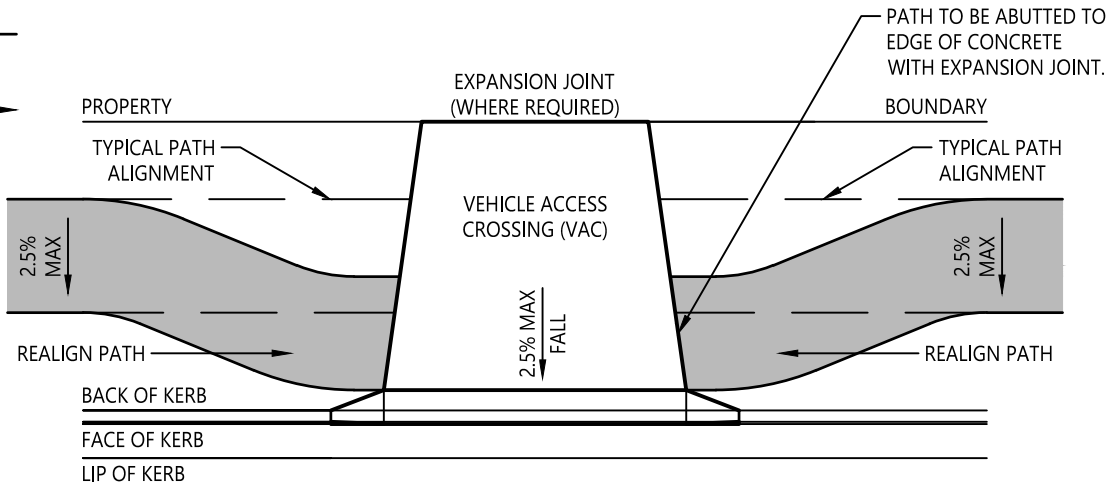 PATH TO BE ABUTTED TO
EDGE OF CONCRETE
WITH EXPANSION JOINT.
EXPANSION JOINT
(WHERE REQUIRED)
PROPERTY
BOUNDARY
TYPICAL PATH
ALIGNMENT
TYPICAL PATH
ALIGNMENT
VEHICLE ACCESS
CROSSING (VAC)
2.5%
MAX
2.5%
MAX
2.5% MAX
FALL
REALIGN PATH
REALIGN PATH
BACK OF KERB
FACE OF KERB
LIP OF KERB